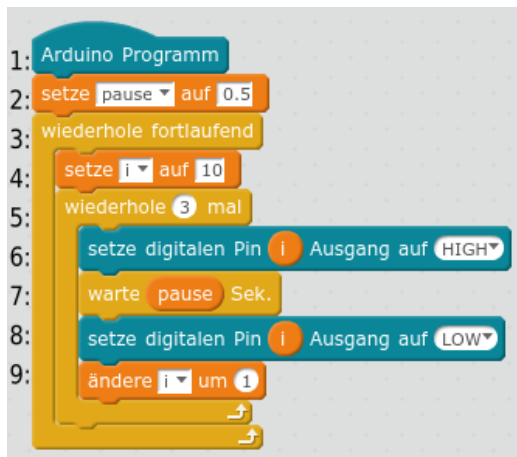 1: Arduino Programm
2: setze pause auf 0.5
3: wiederhole fortlaufend
4: setze i auf 10
5: wiederhole 3 mal
6: setze digitalen Pin i Ausgang auf HIGH
7: warte pause Sek.
8: setze digitalen Pin i Ausgang auf LOW
9: ändere i um 1